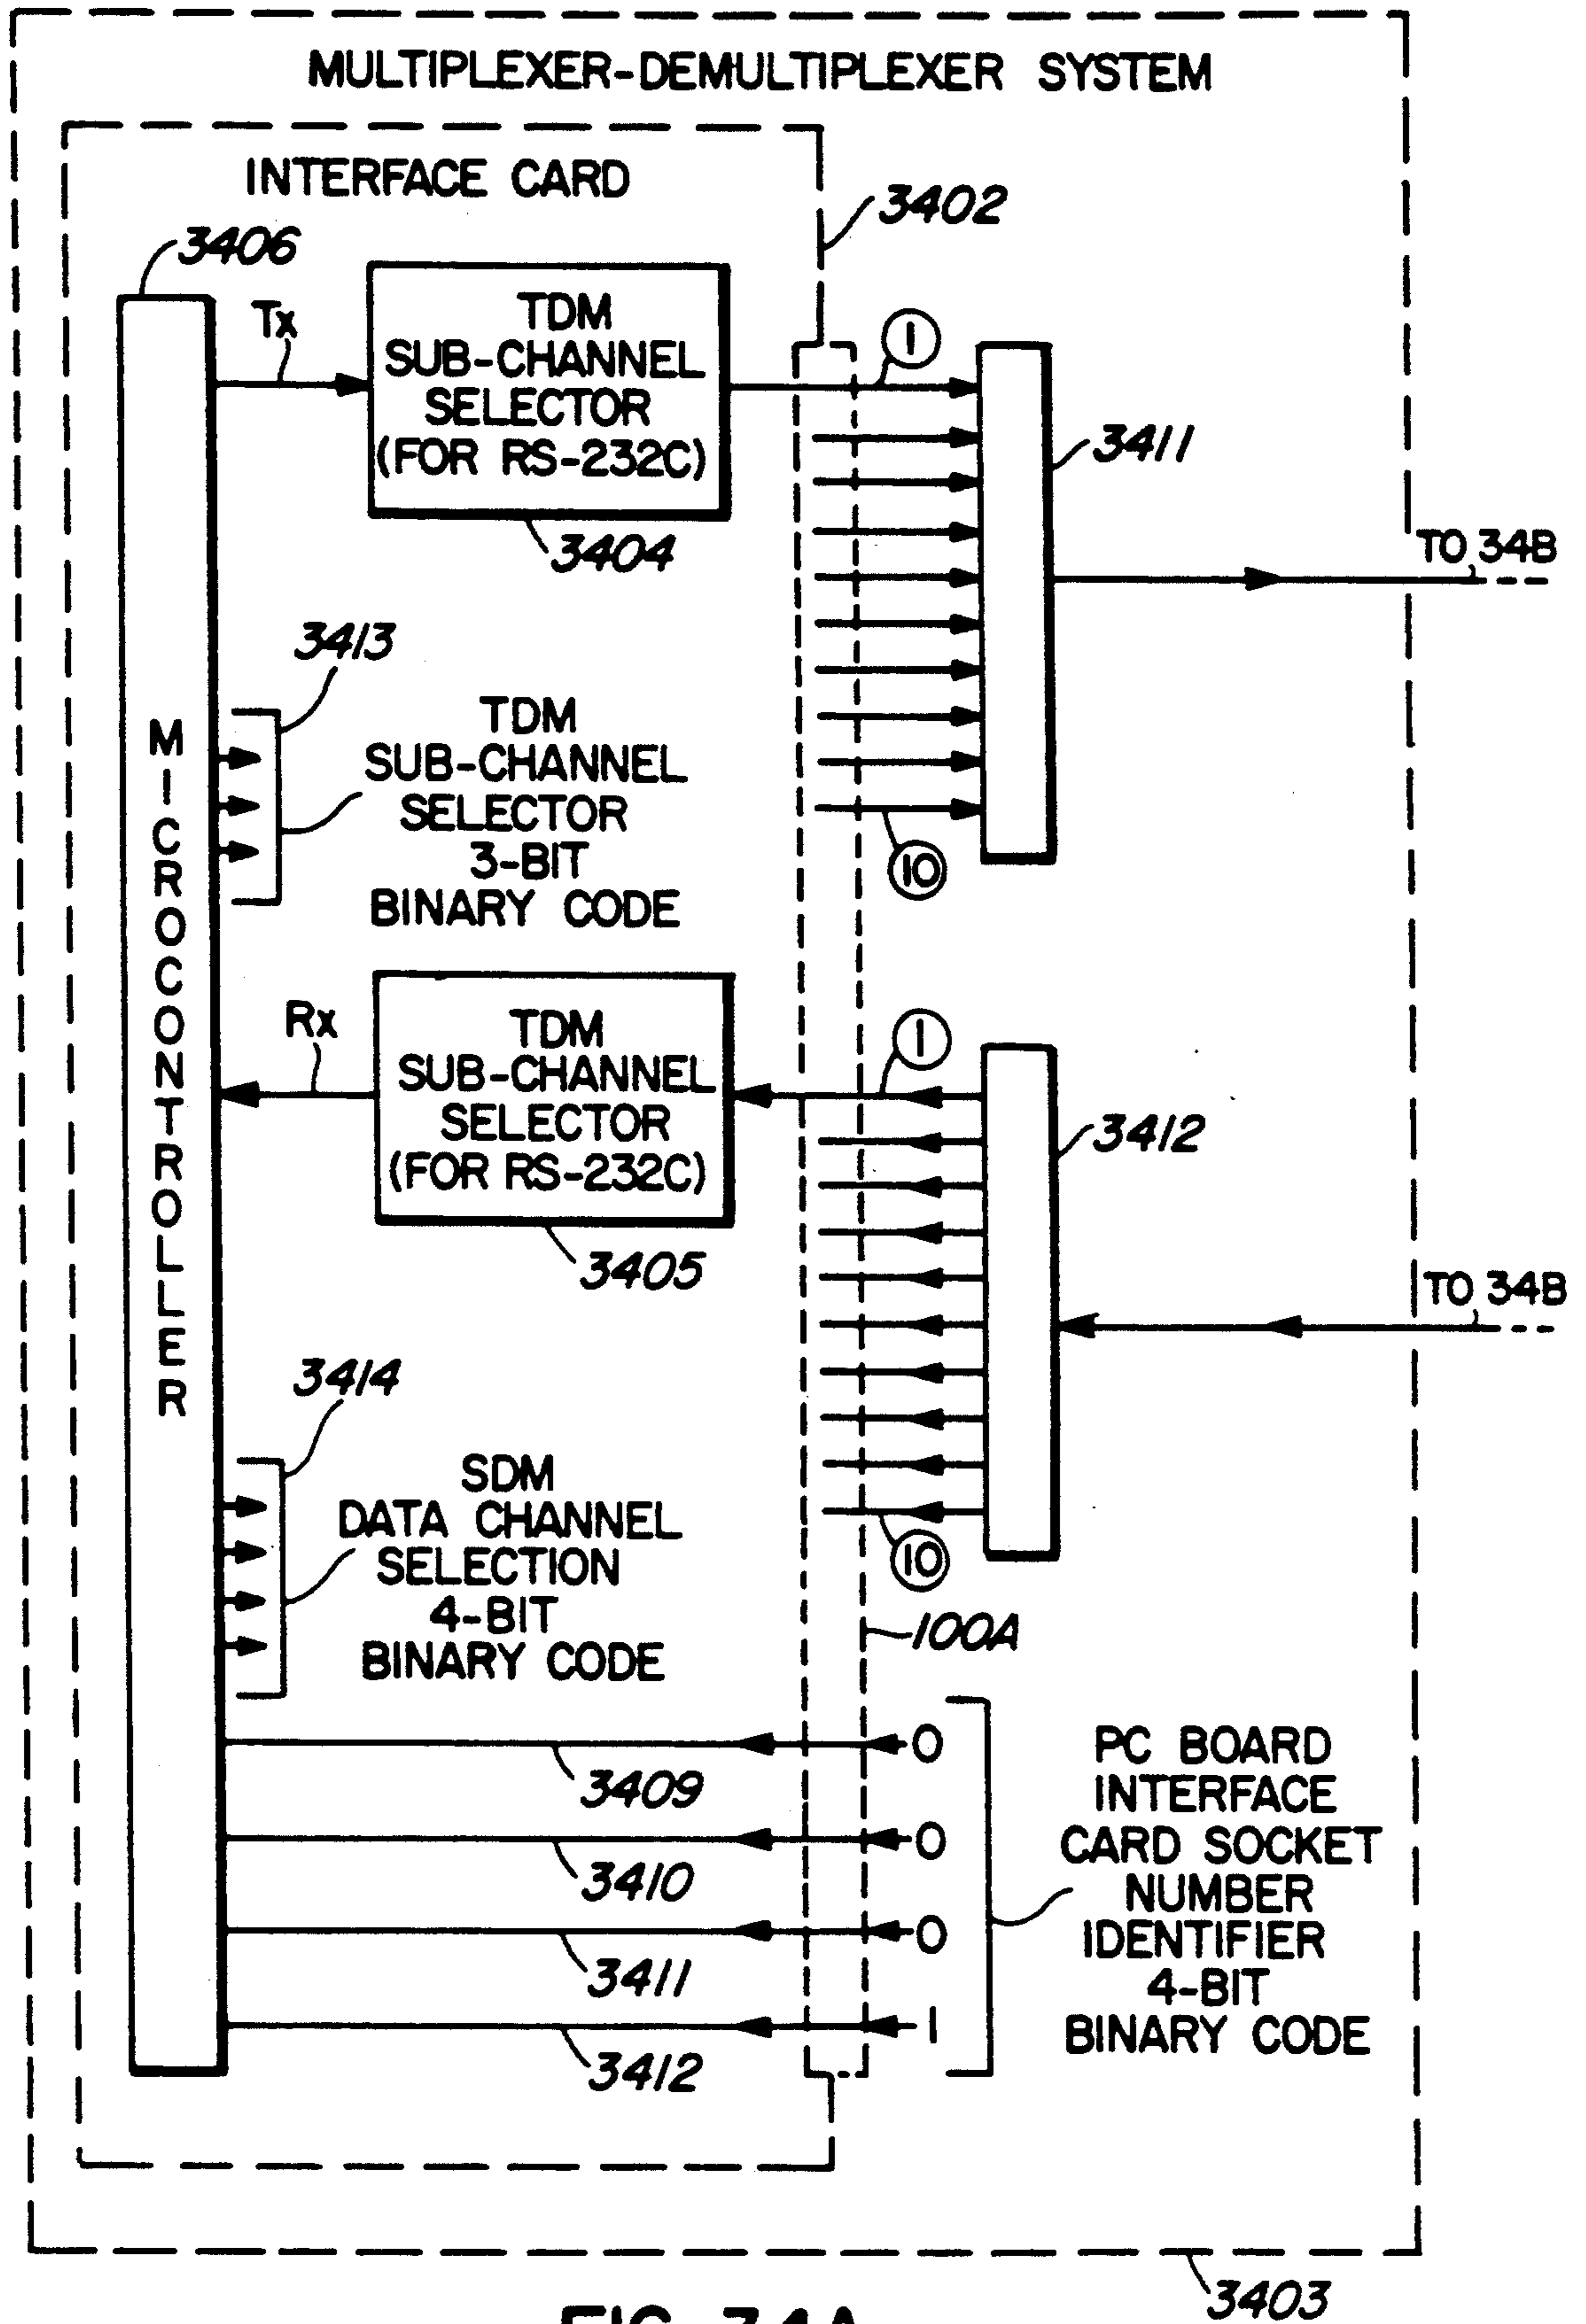 MULTIPLEXER-DEMULTIPLEXER SYSTEM
INTERFACE CARD
3402
3406
Tx
TDM
SUB-CHANNEL
SELECTOR
(FOR RS-232C)
3404
1
3411
10
TO 34B
3413
TDM
SUB-CHANNEL
SELECTOR
3-BIT
BINARY CODE
MICROCONTROLLER
Rx
TDM
SUB-CHANNEL
SELECTOR
(FOR RS-232C)
3405
1
3412
10
TO 34B
3414
SDM
DATA CHANNEL
SELECTION
4-BIT
BINARY CODE
100A
0
3409
0
3410
0
3411
1
3412
PC BOARD
INTERFACE
CARD SOCKET
NUMBER
IDENTIFIER
4-BIT
BINARY CODE
3403
FIG. 34A